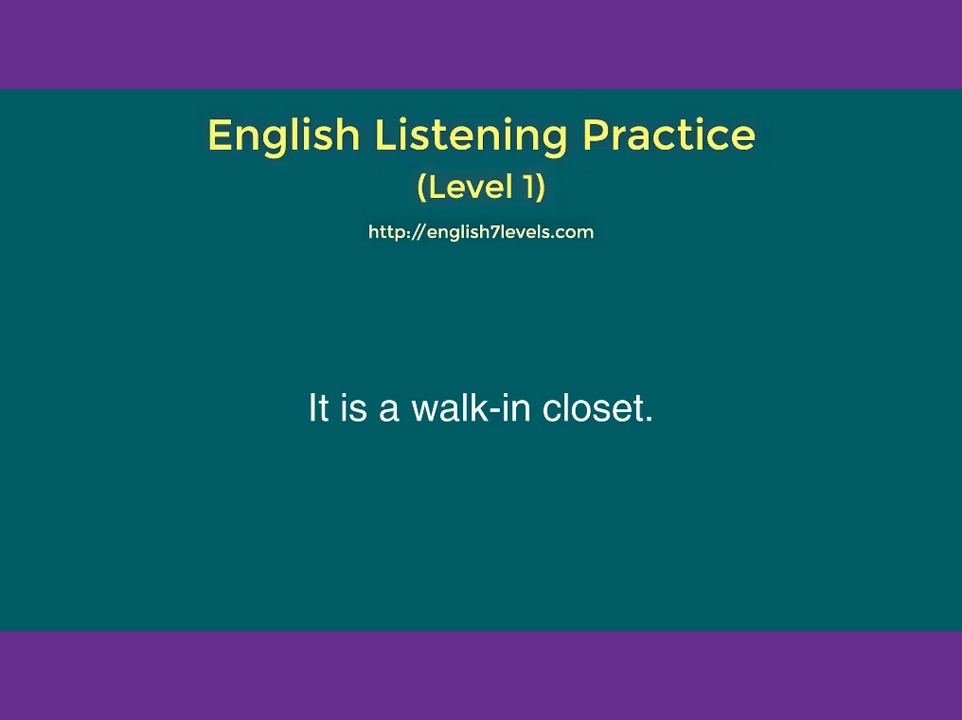 English Listening Practice
(Level 1)
http://english7levels.com
It is a walk-in closet.